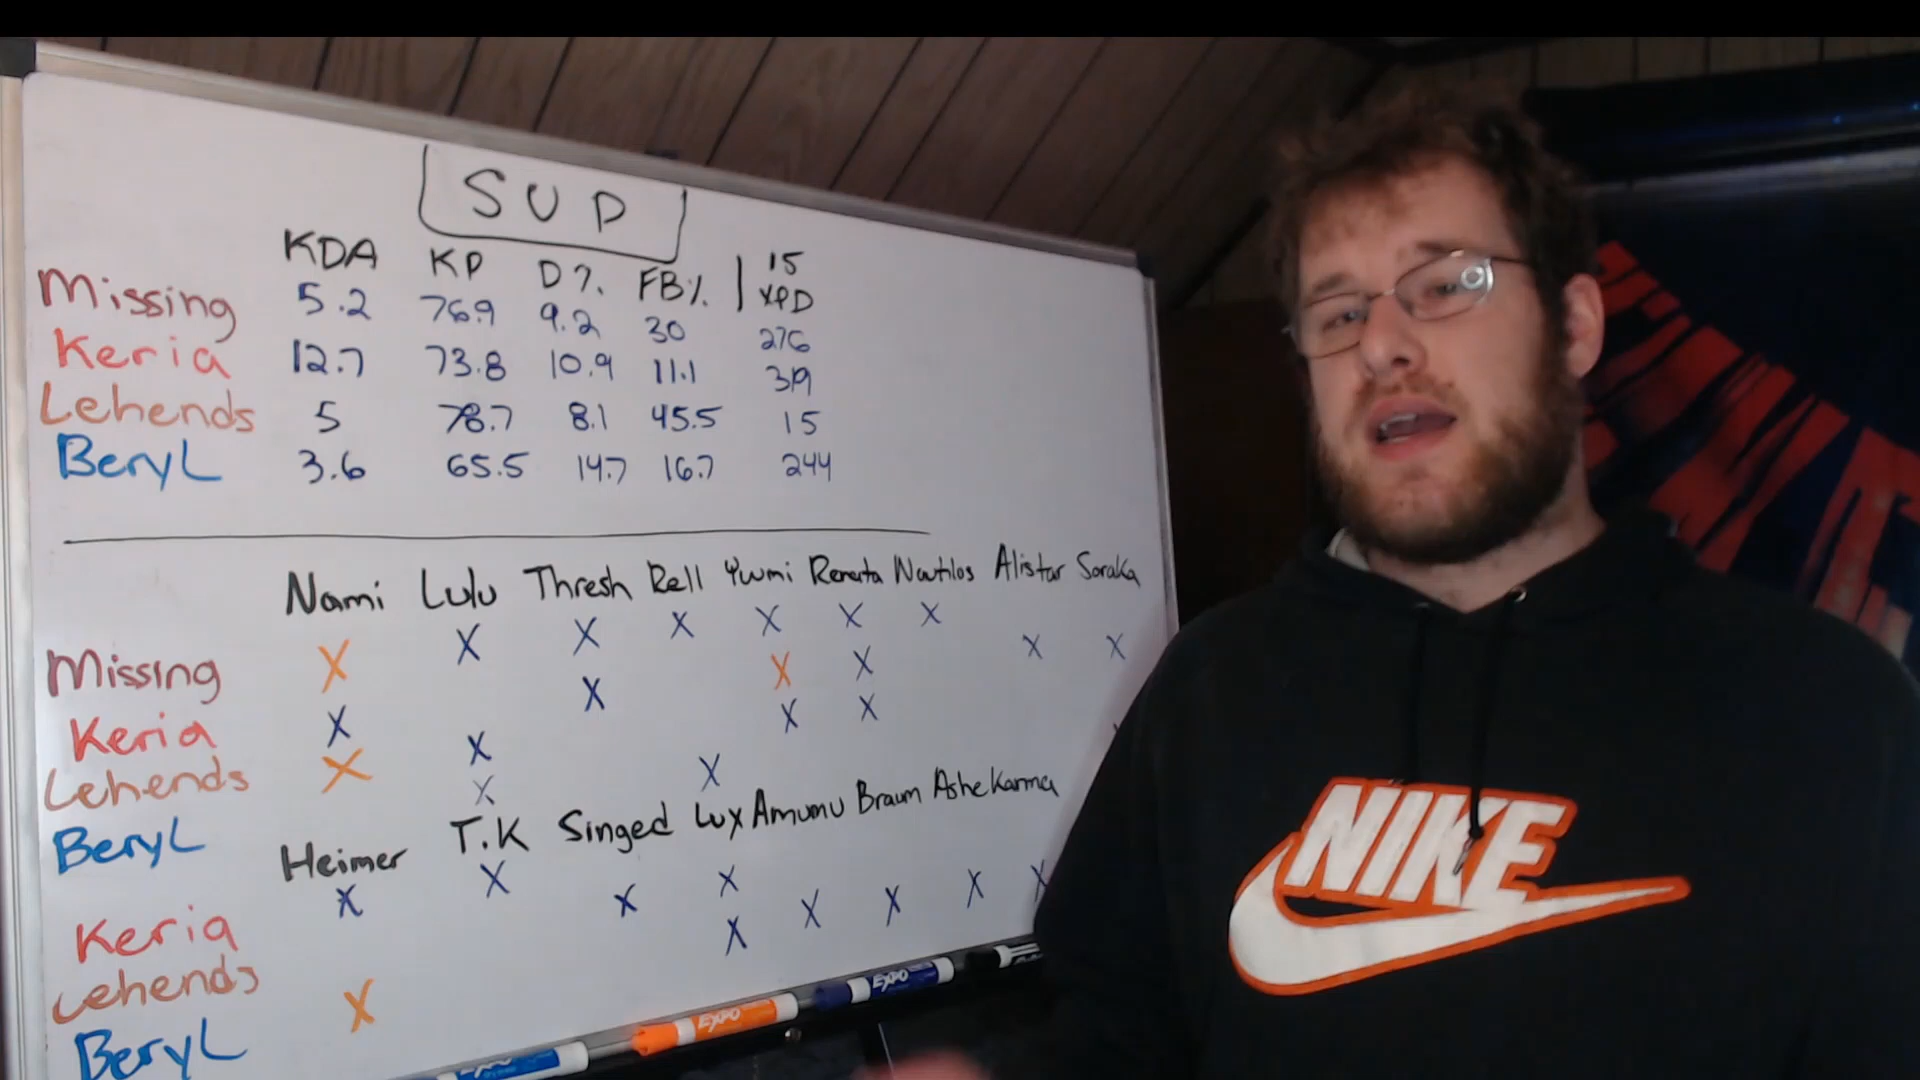 SUP
KDA KP D%. FB% | 15 XPD
Missing 5.2 76.9 9.2 30 276
Keria 12.7 73.8 10.9 11.1 319
Lehends 5 78.7 8.1 45.5 15
BeryL 3.6 65.5 14.7 16.7 244
Nami Lulu Thresh Rell Yumi Renata Nautilos Alistar Soraka
Missing X X X X X X X
Keria X X X X X X
Lehends X X X X
BeryL X X
Heimer T.K Singed Lux Amumu Braum Ashe Karma
Keria X X X X X X X X
Lehends X
BeryL X
EXPO
EXPO
EXPO
NIKE